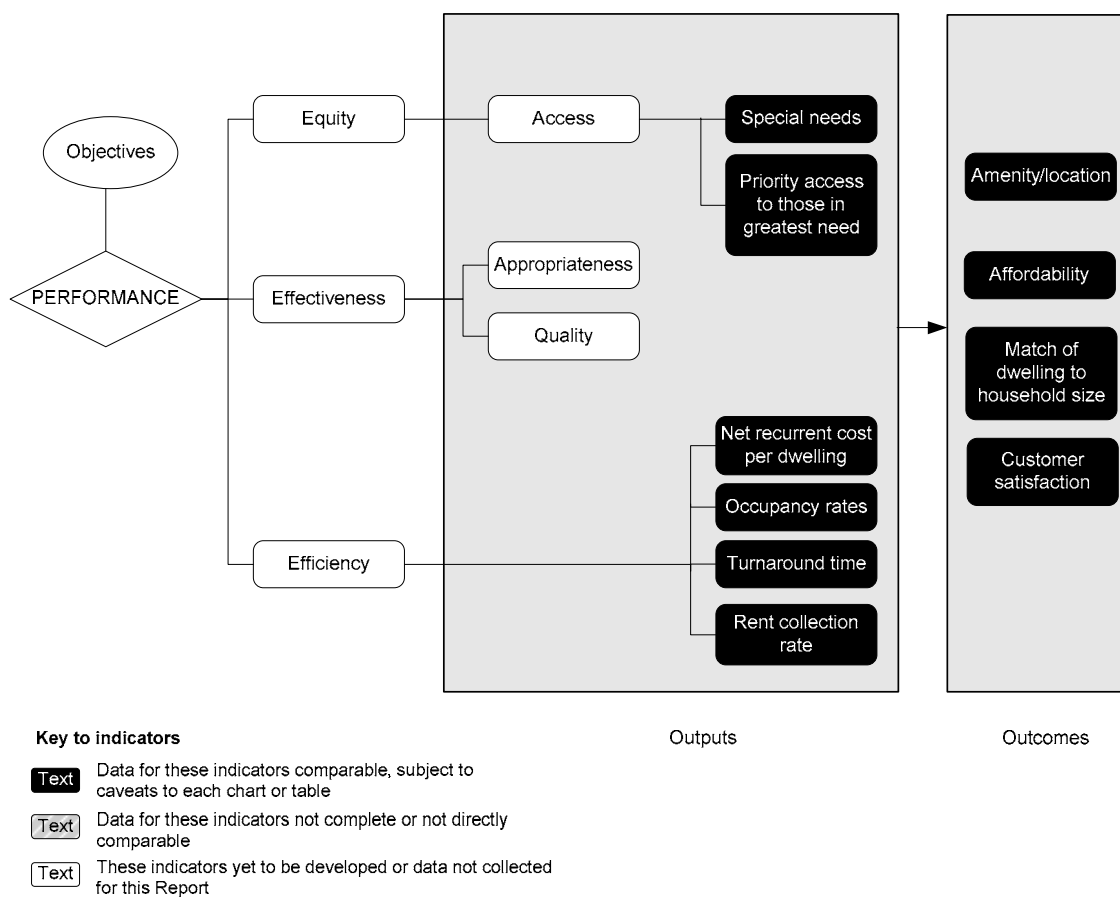 Objectives
PERFORMANCE
Equity
Effectiveness
Efficiency
Access
Appropriateness
Quality
Special needs
Priority access
to those in
greatest need
Net recurrent cost
per dwelling
Occupancy rates
Turnaround time
Rent collection
rate
Amenity/location
Affordability
Match of
dwelling to
household size
Customer
satisfaction
Outputs
Outcomes
Key to indicators
Text
Data for these indicators comparable, subject to
caveats to each chart or table
Text
Data for these indicators not complete or not directly
comparable
Text
These indicators yet to be developed or data not collected
for this Report